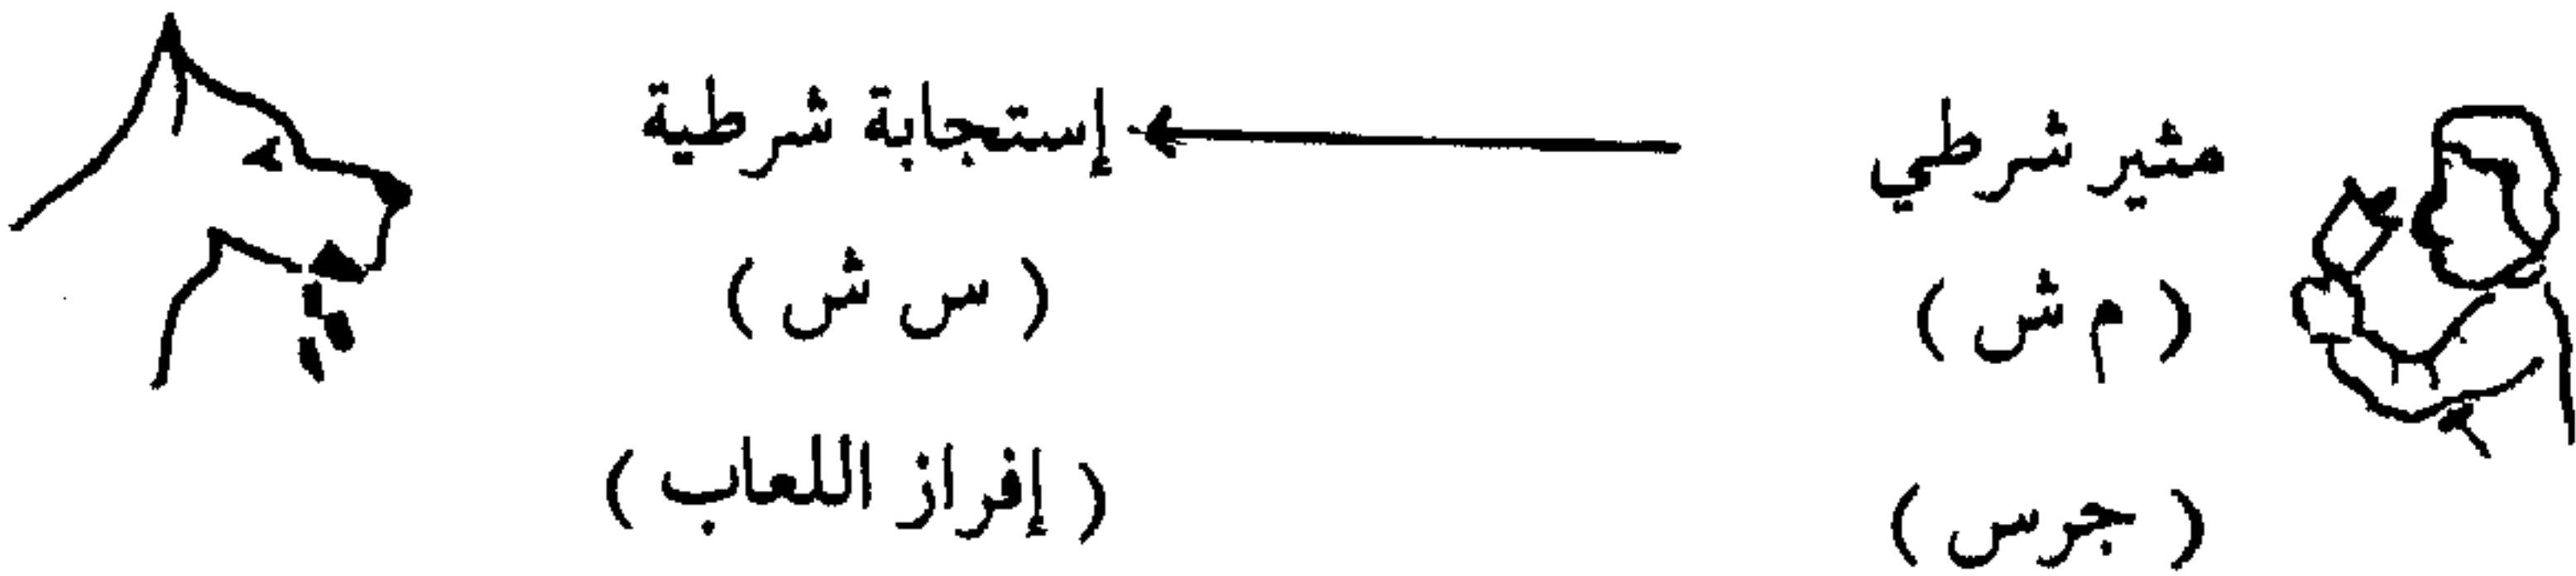 مثير شرطي
إستجابة شرطية
( م ش )
( س ش )
( جرس )
( إفراز اللعاب )